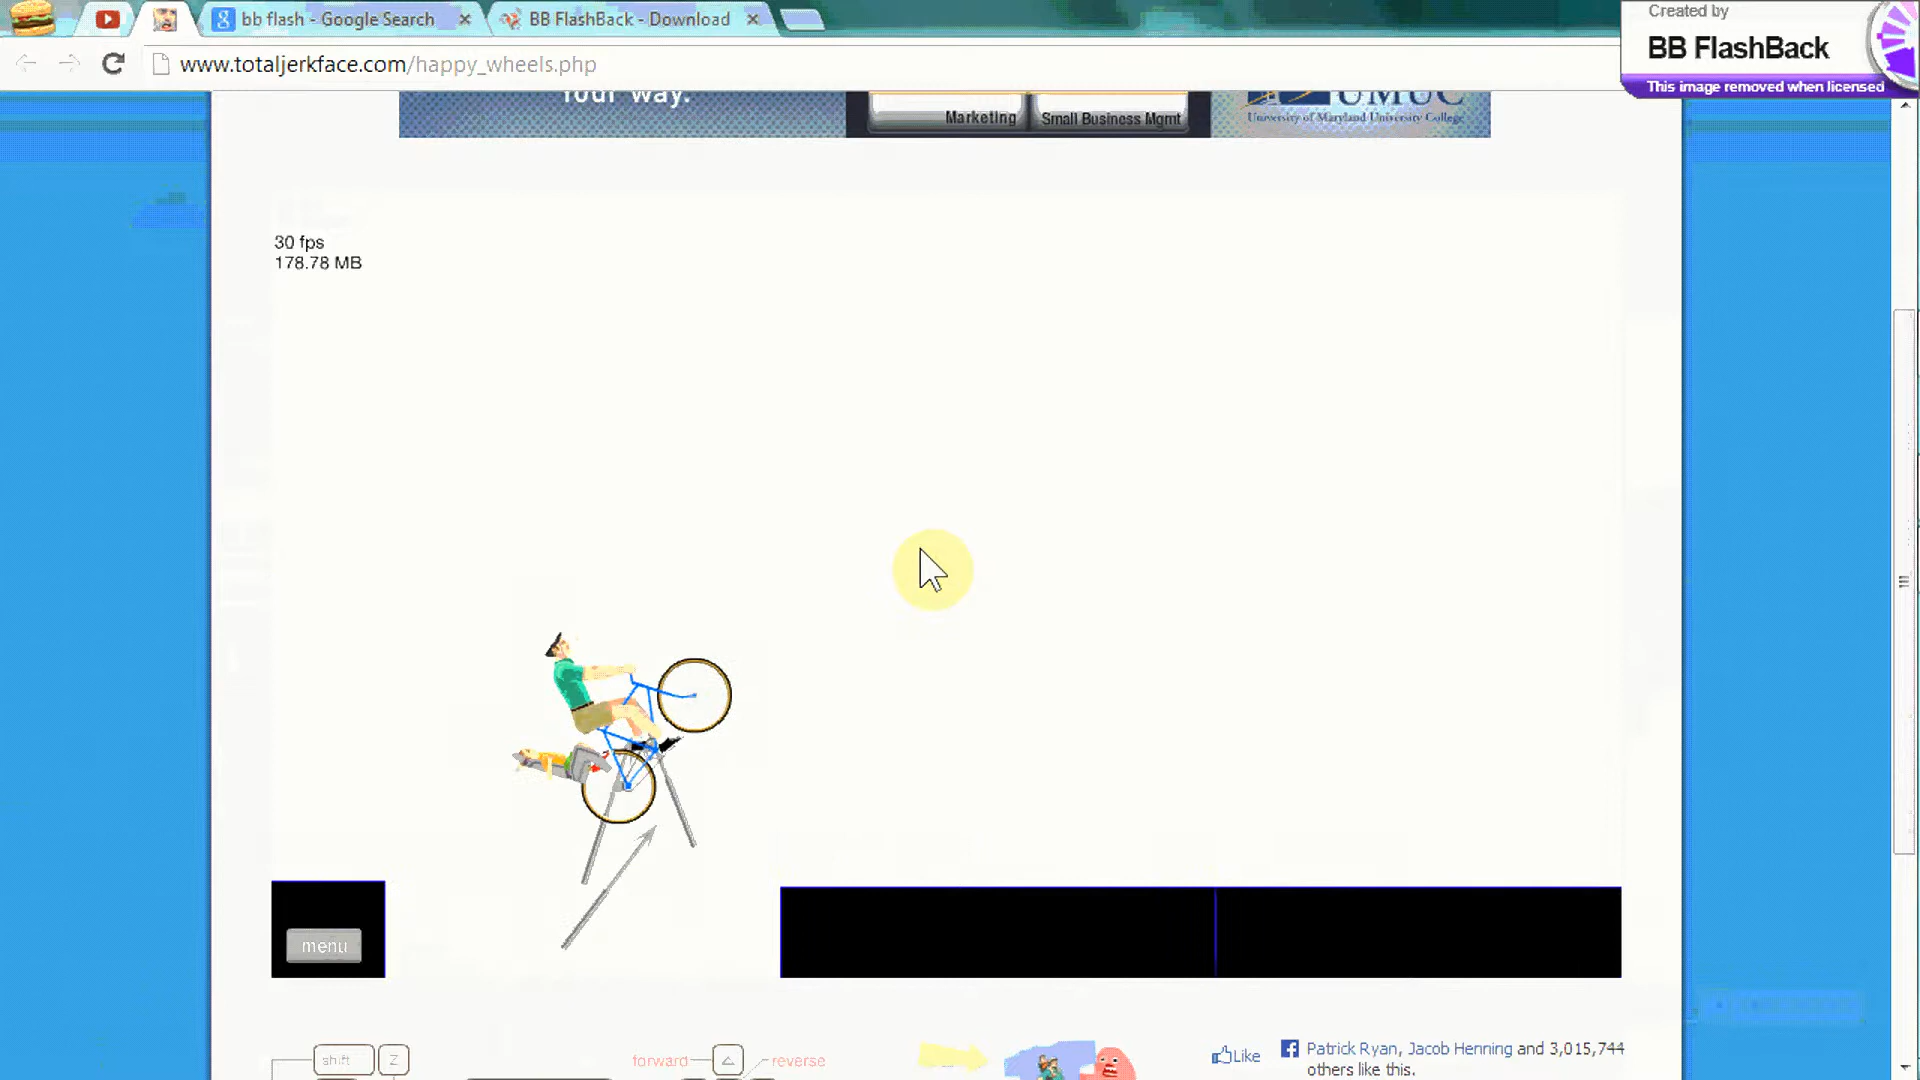 bb flash - Google Search
BB FlashBack - Download
Created by
BB FlashBack
This image removed when licensed
www.totaljerkface.com/happy_wheels.php
Your way.
Marketing
Small Business Mgmt
UMUC
University of Maryland University College
30 fps
178.78 MB
menu
shift
Z
forward
reverse
Like
Patrick Ryan, Jacob Henning and 3,015,744
others like this.